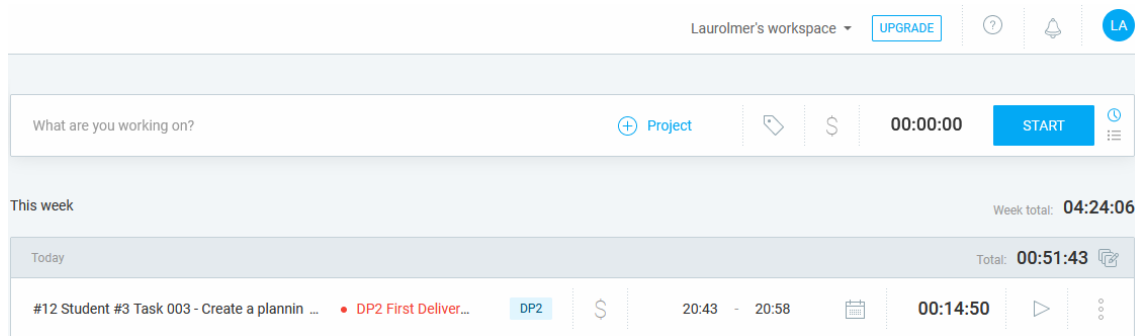 Laurolmer's workspace UPGRADE ? LA
What are you working on? Project $ 00:00:00 START
This week Week total: 04:24:06
Today Total: 00:51:43
#12 Student #3 Task 003 - Create a plannin ... • DP2 First Deliver... DP2 $ 20:43 - 20:58 00:14:50